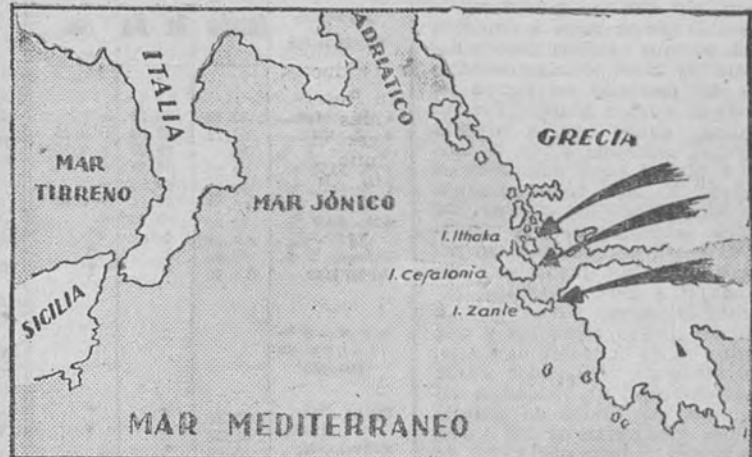 ITALIA
ADRIATICO
GRECIA
MAR
TIRRENO
MAR JÓNICO
I. Ithaka
I. Cefalonia
I. Zante
SICILIA
MAR MEDITERRANEO